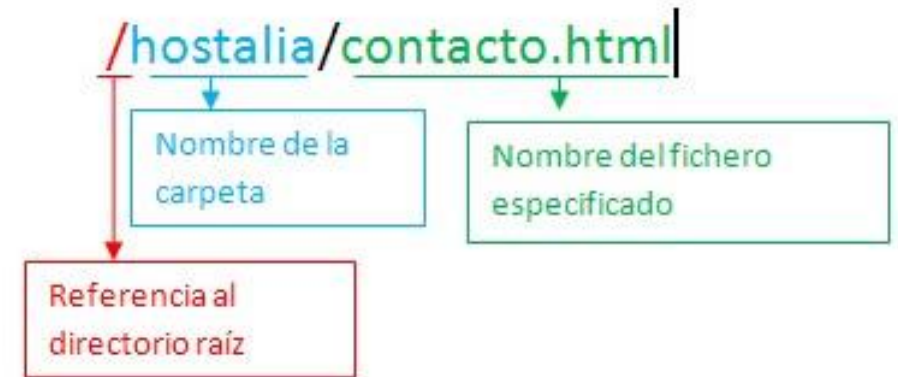 /hostalia/contacto.html
Nombre de la
carpeta
Nombre del fichero
especificado
Referencia al
directorio raíz